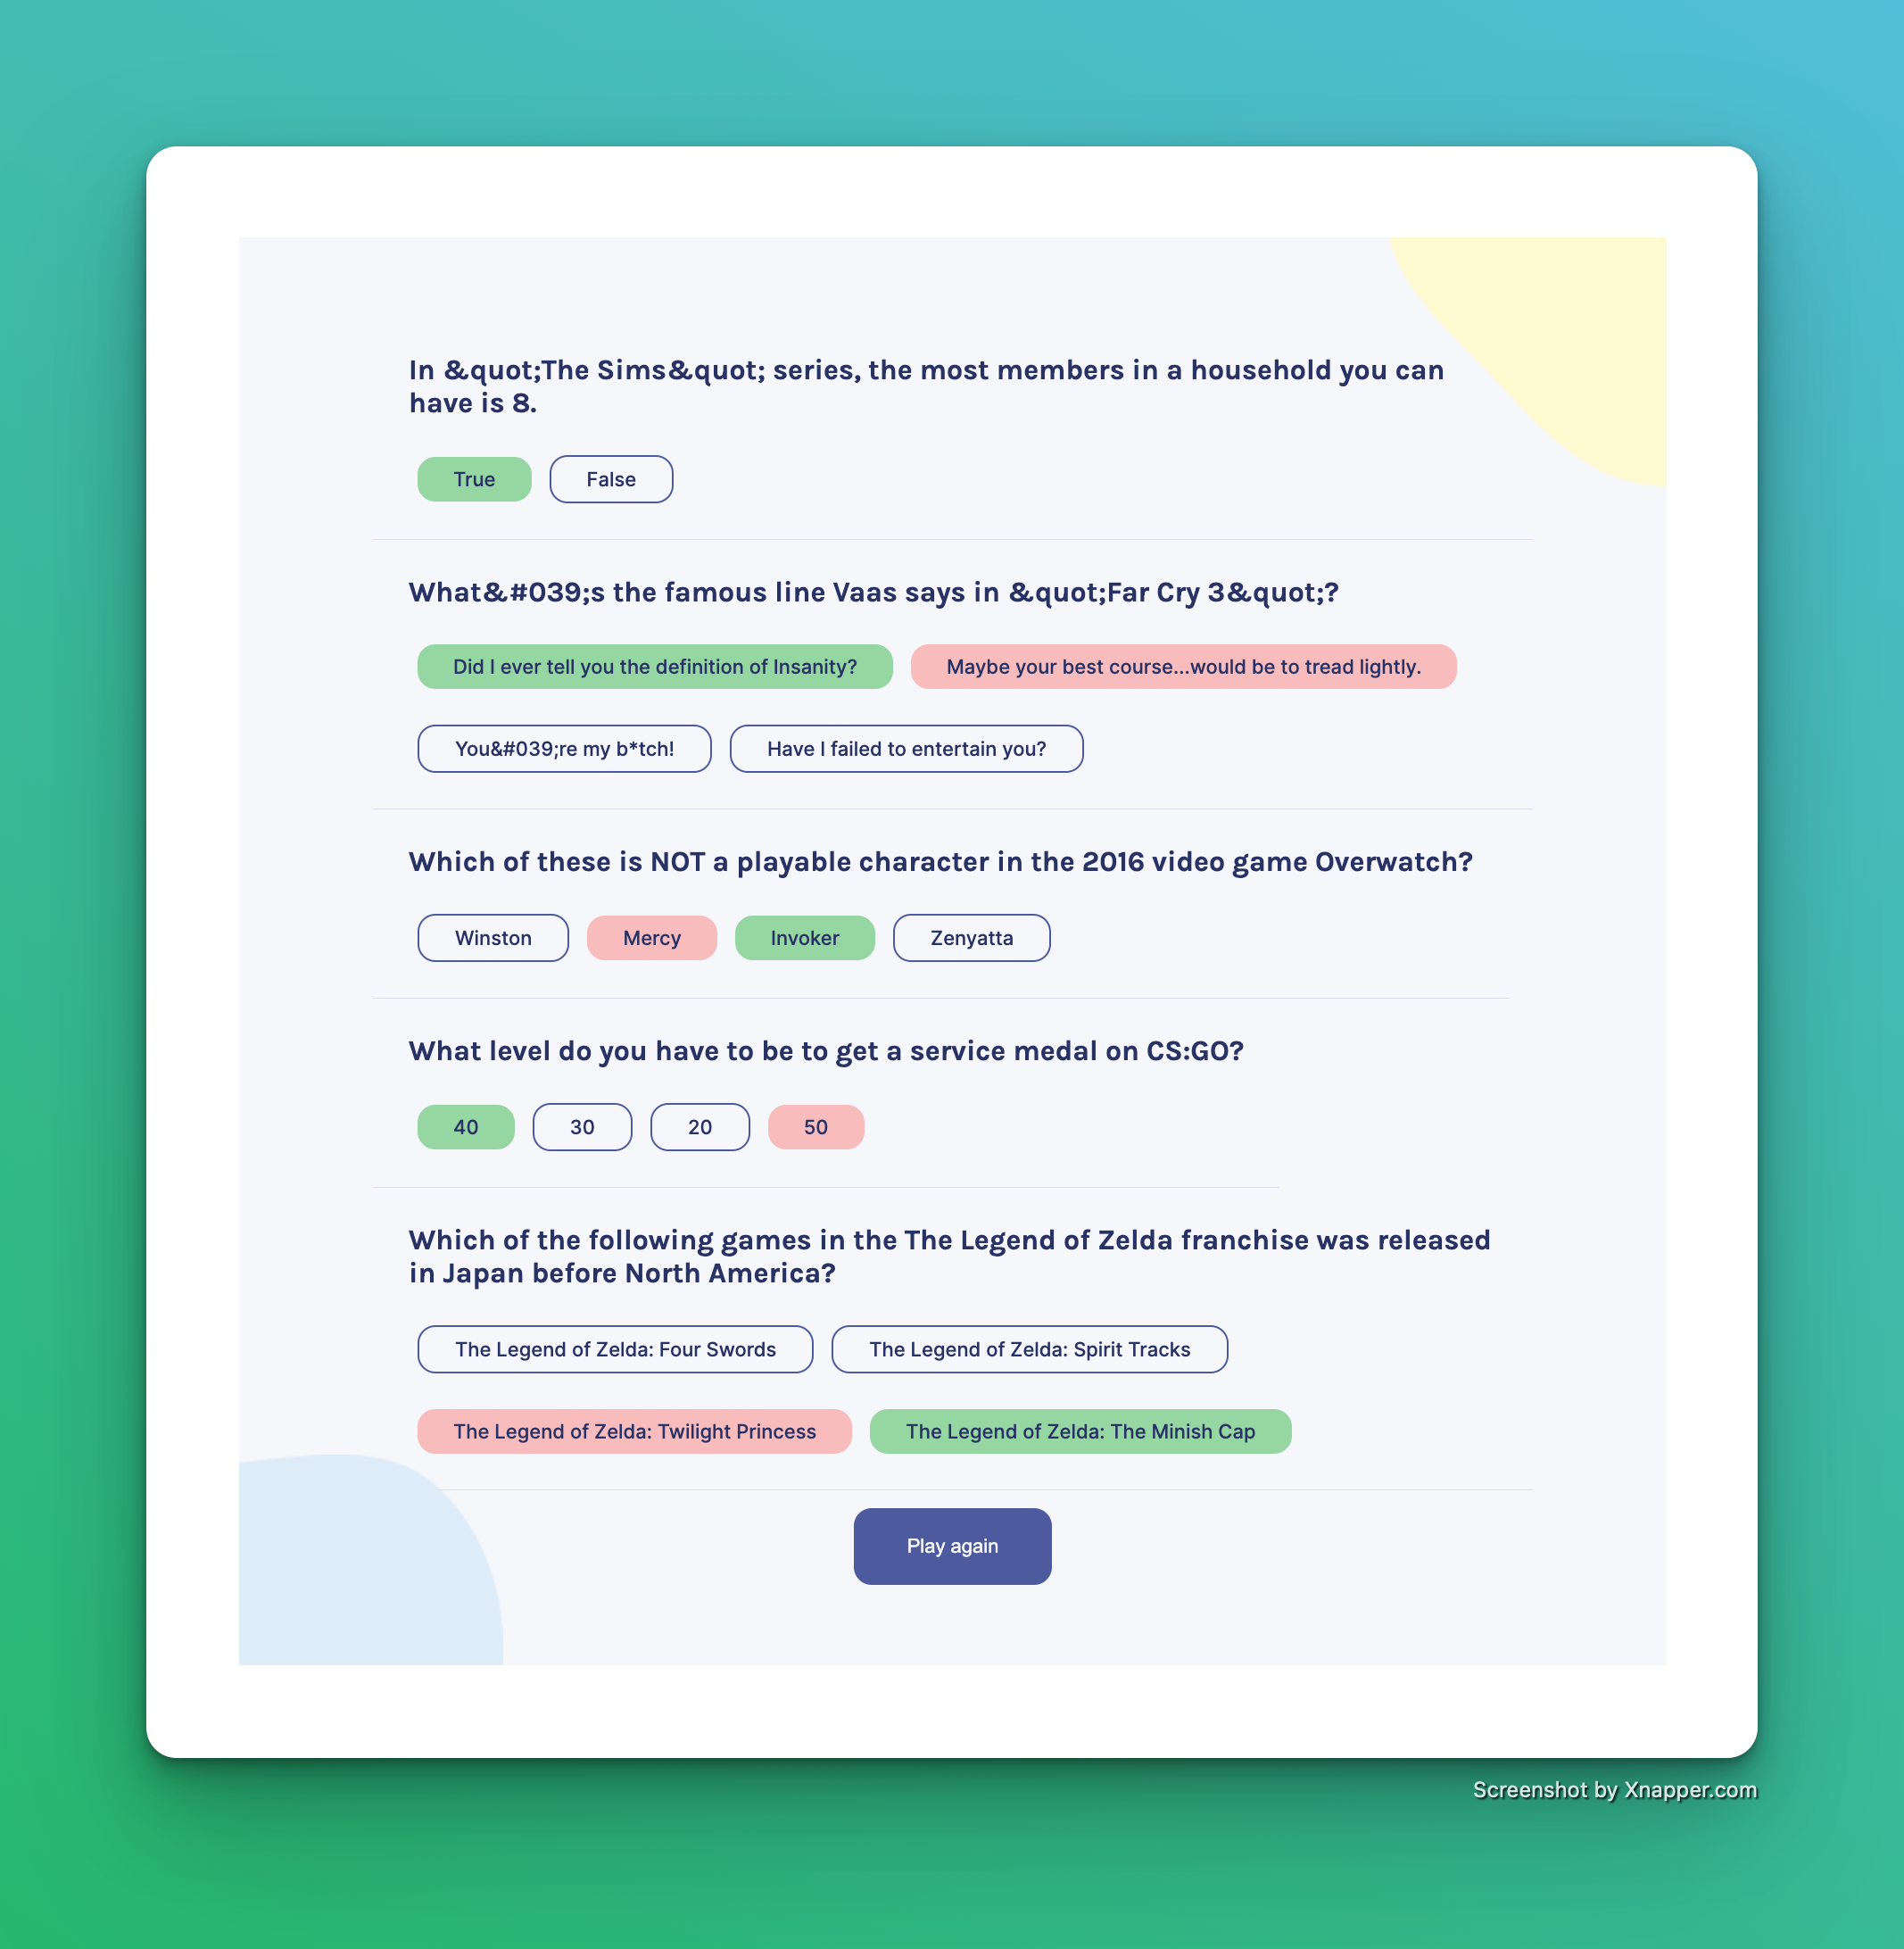 In &quot;The Sims&quot; series, the most members in a household you can
have is 8.
True False
What&#039;s the famous line Vaas says in &quot;Far Cry 3&quot;?
Did I ever tell you the definition of Insanity? Maybe your best course...would be to tread lightly.
You&#039;re my b*tch! Have I failed to entertain you?
Which of these is NOT a playable character in the 2016 video game Overwatch?
Winston Mercy Invoker Zenyatta
What level do you have to be to get a service medal on CS:GO?
40 30 20 50
Which of the following games in the The Legend of Zelda franchise was released
in Japan before North America?
The Legend of Zelda: Four Swords The Legend of Zelda: Spirit Tracks
The Legend of Zelda: Twilight Princess The Legend of Zelda: The Minish Cap
Play again
Screenshot by Xnapper.com